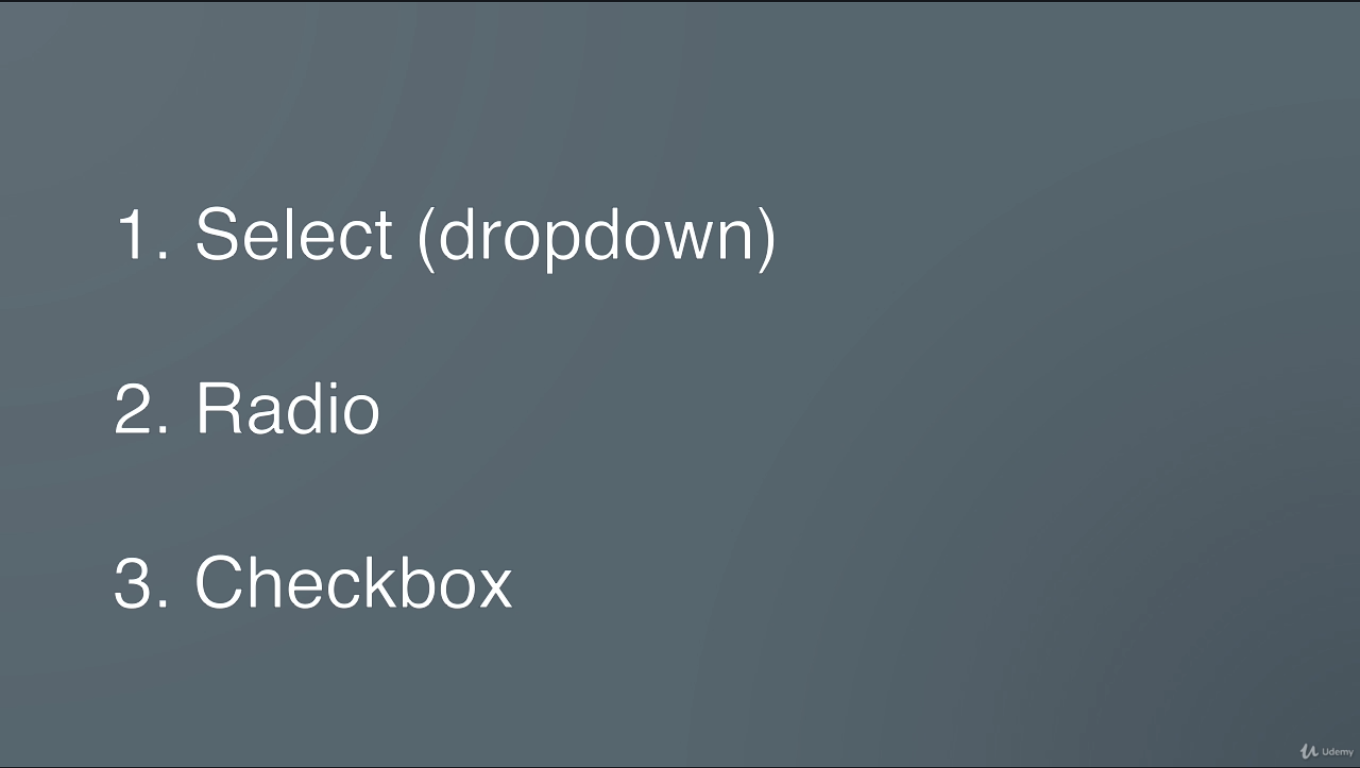 1. Select (dropdown)
2. Radio
3. Checkbox
Udemy